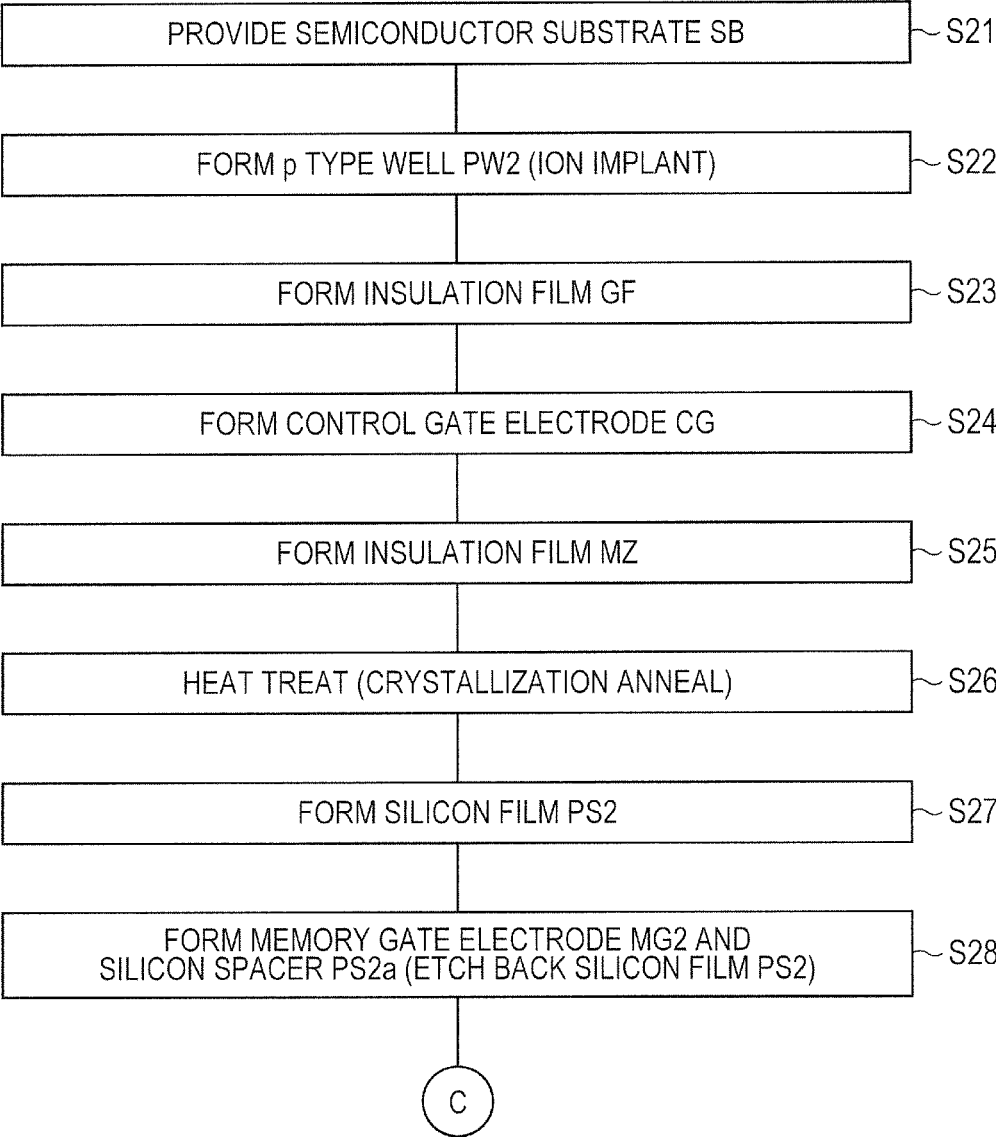 PROVIDE SEMICONDUCTOR SUBSTRATE SB
S21
FORM p TYPE WELL PW2 (ION IMPLANT)
S22
FORM INSULATION FILM GF
S23
FORM CONTROL GATE ELECTRODE CG
S24
FORM INSULATION FILM MZ
S25
HEAT TREAT (CRYSTALLIZATION ANNEAL)
S26
FORM SILICON FILM PS2
S27
FORM MEMORY GATE ELECTRODE MG2 AND
SILICON SPACER PS2a (ETCH BACK SILICON FILM PS2)
S28
C